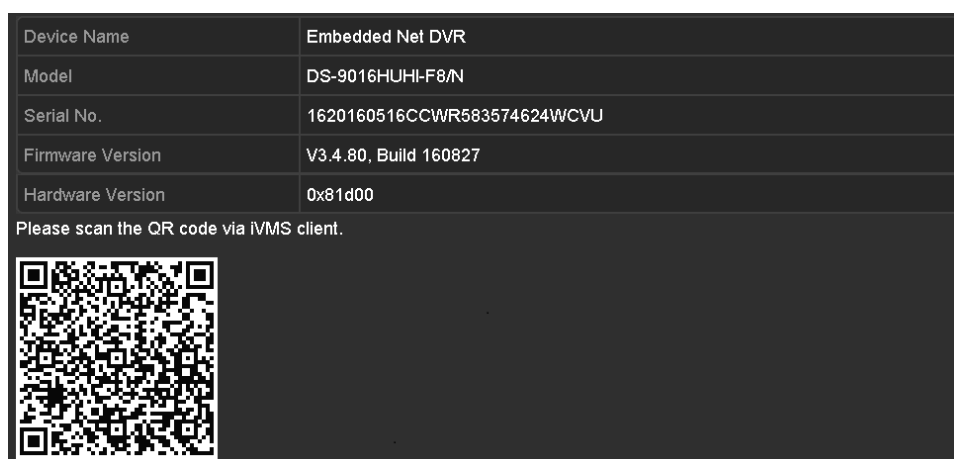 Device Name Embedded Net DVR
Model DS-9016HUHI-F8/N
Serial No. 1620160516CCWR583574624WCVU
Firmware Version V3.4.80, Build 160827
Hardware Version 0x81d00
Please scan the QR code via iVMS client.